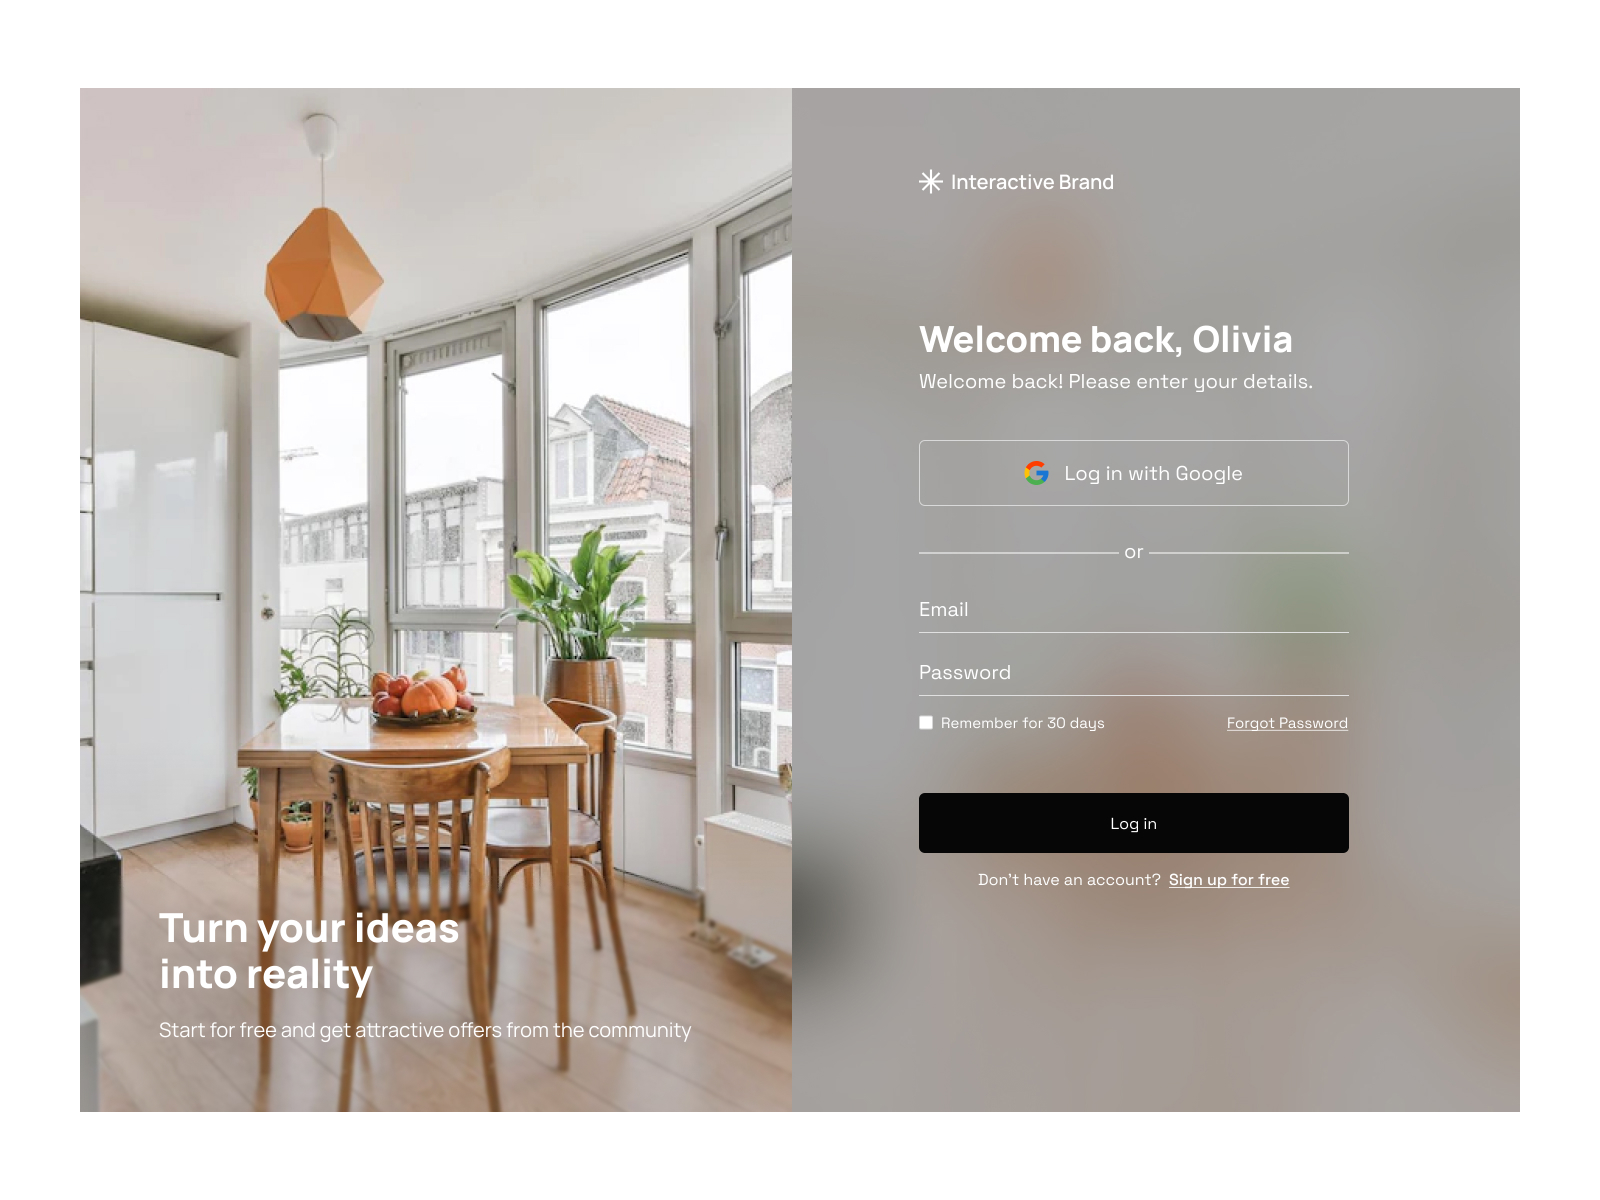 Interactive Brand
Welcome back, Olivia
Welcome back! Please enter your details.
Log in with Google
or
Email
Password
Remember for 30 days
Forgot Password
Log in
Don't have an account? Sign up for free
Turn your ideas
into reality
Start for free and get attractive offers from the community